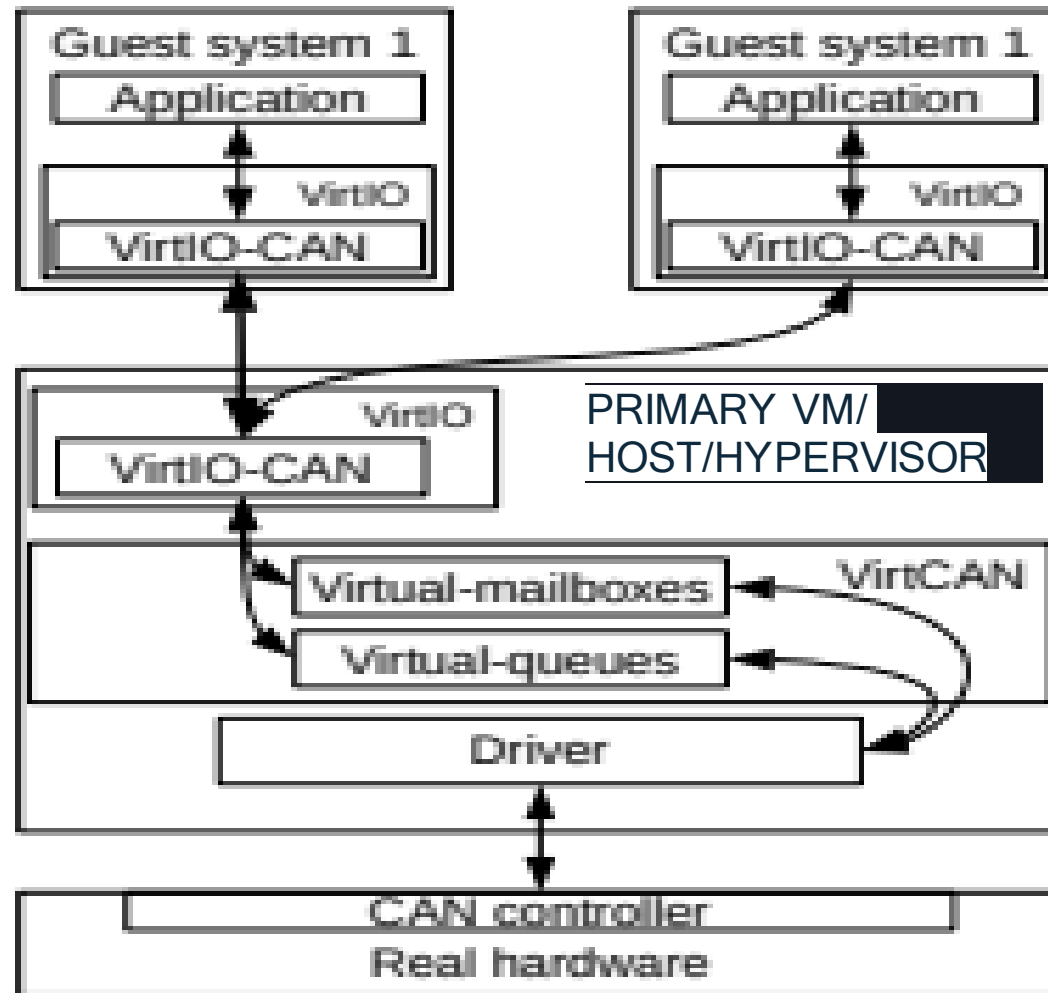 Guest system 1
Application
VirtIO
VirtIO-CAN
Guest system 1
Application
VirtIO
VirtIO-CAN
VirtIO
VirtIO-CAN
PRIMARY VM/
HOST/HYPERVISOR
VirtCAN
Virtual-mailboxes
Virtual-queues
Driver
CAN controller
Real hardware